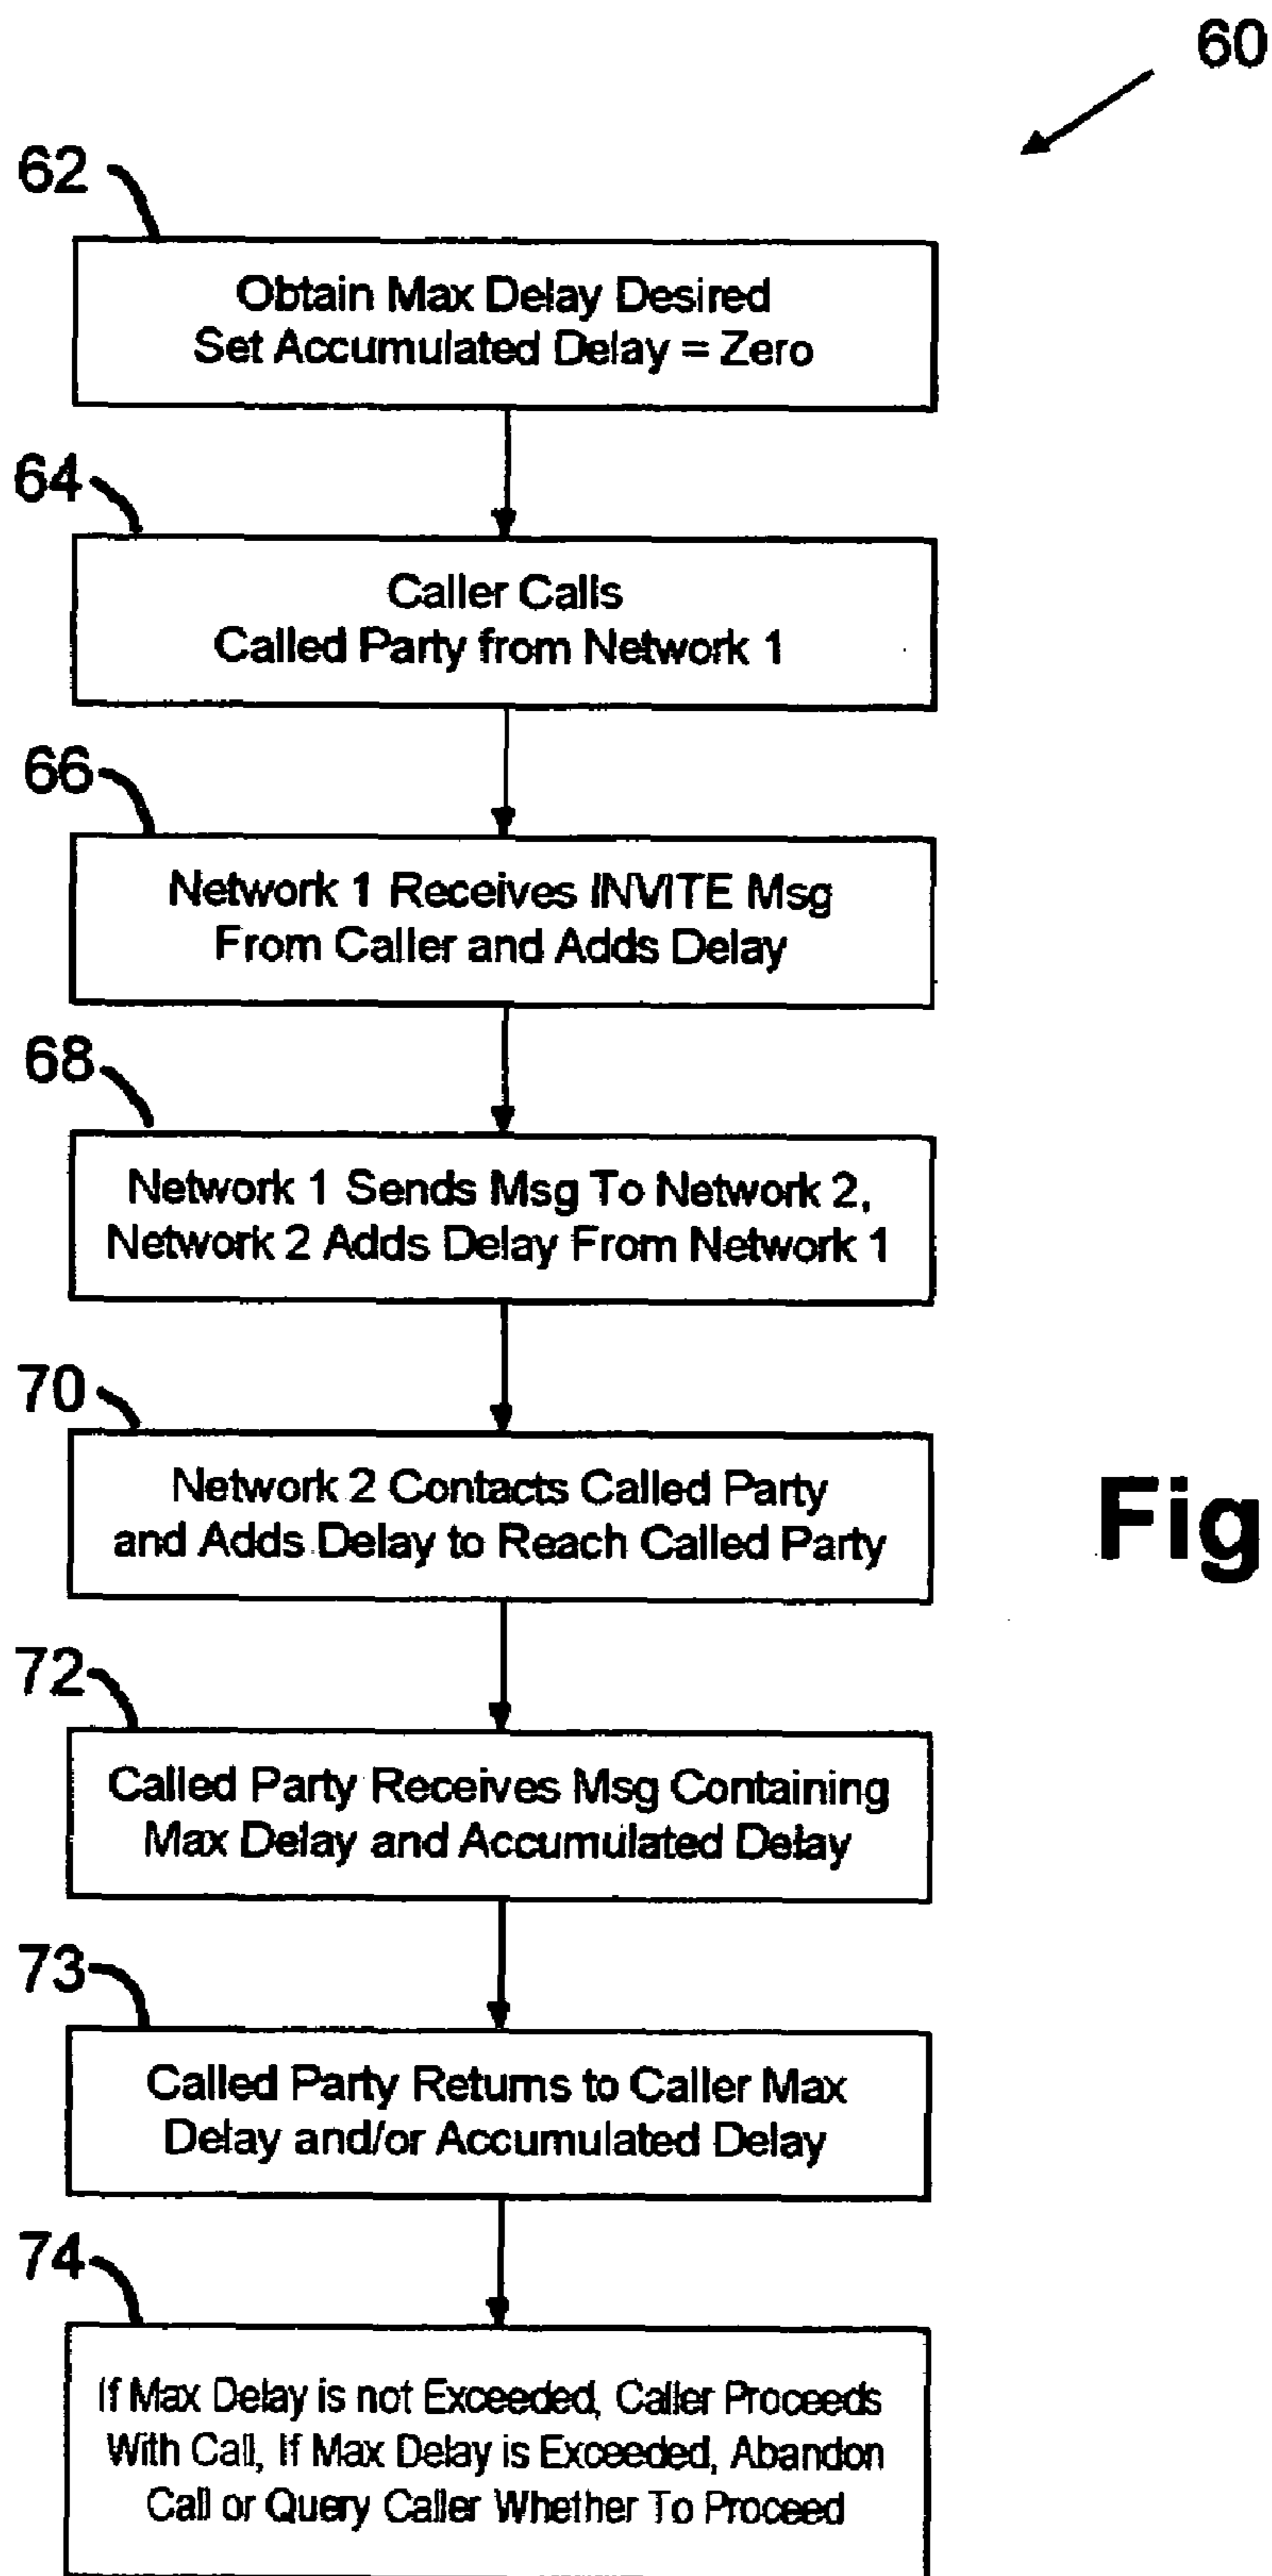 60
62
Obtain Max Delay Desired
Set Accumulated Delay = Zero
64
Caller Calls
Called Party from Network 1
66
Network 1 Receives INVITE Msg
From Caller and Adds Delay
68
Network 1 Sends Msg To Network 2,
Network 2 Adds Delay From Network 1
70
Network 2 Contacts Called Party
and Adds Delay to Reach Called Party
Fig
72
Called Party Receives Msg Containing
Max Delay and Accumulated Delay
73
Called Party Returns to Caller Max
Delay and/or Accumulated Delay
74
If Max Delay is not Exceeded, Caller Proceeds
With Call, If Max Delay is Exceeded, Abandon
Call or Query Caller Whether To Proceed